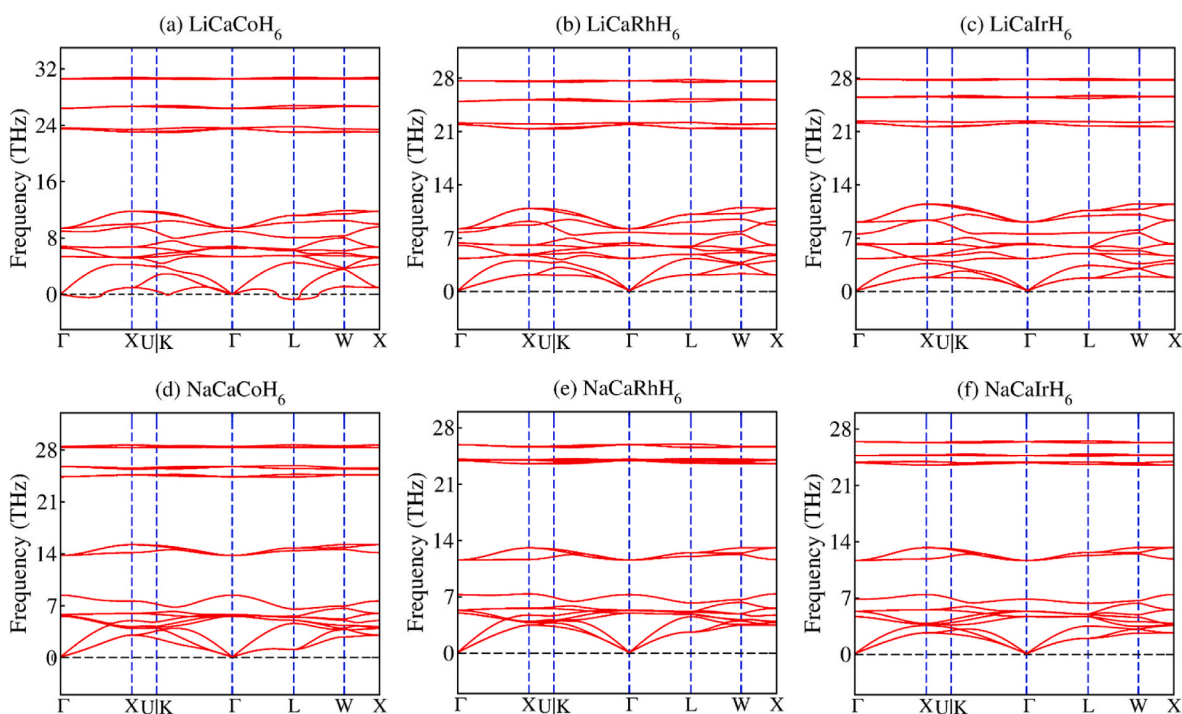 (a) LiCaCoH6
(b) LiCaRhH6
(c) LiCaIrH6
Frequency (THz)
32
24
16
8
0
Γ X U|K Γ L W X
Frequency (THz)
28
21
14
7
0
Γ X U|K Γ L W X
Frequency (THz)
28
21
14
7
0
Γ X U|K Γ L W X
(d) NaCaCoH6
(e) NaCaRhH6
(f) NaCaIrH6
Frequency (THz)
28
21
14
7
0
Γ X U|K Γ L W X
Frequency (THz)
28
21
14
7
0
Γ X U|K Γ L W X
Frequency (THz)
28
21
14
7
0
Γ X U|K Γ L W X